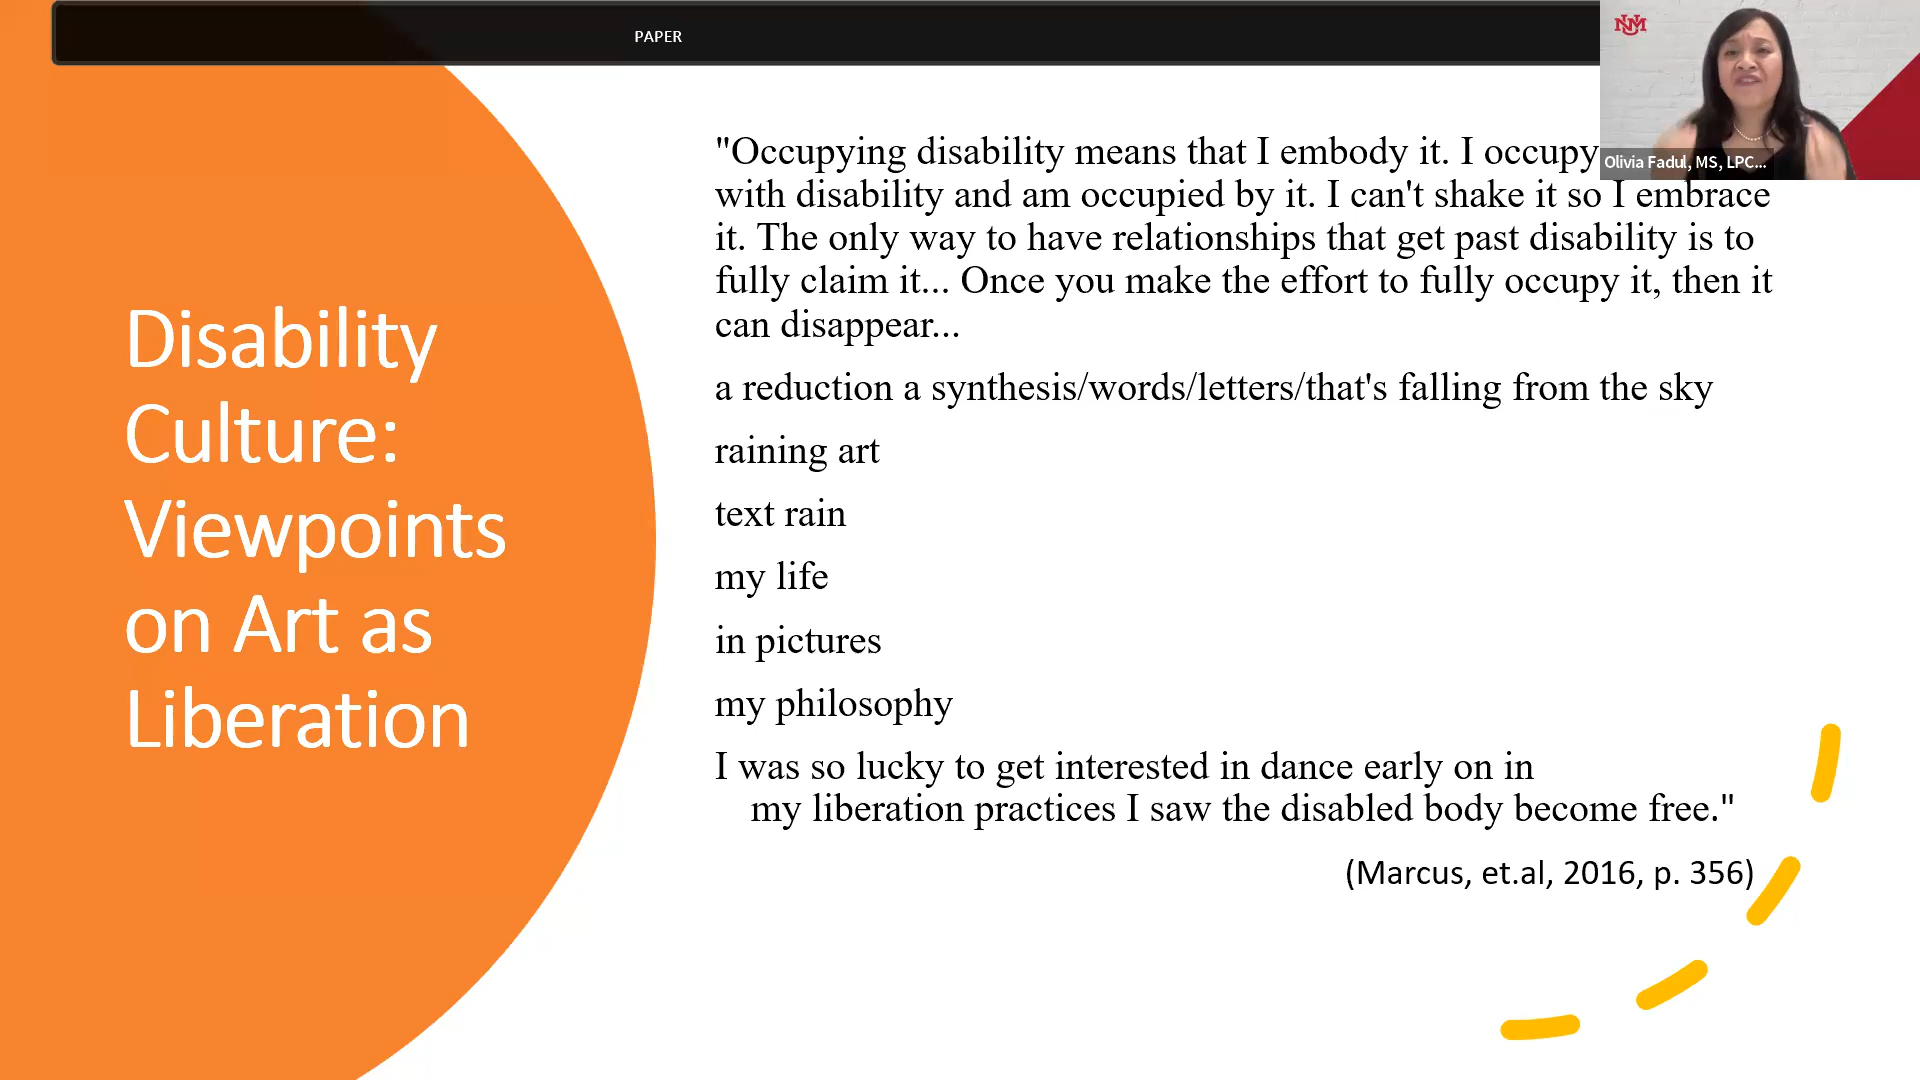 PAPER
NM
Olivia Fadul, MS, LPC...
Disability
Culture:
Viewpoints
on Art as
Liberation
"Occupying disability means that I embody it. I occupy
with disability and am occupied by it. I can't shake it so I embrace
it. The only way to have relationships that get past disability is to
fully claim it... Once you make the effort to fully occupy it, then it
can disappear...
a reduction a synthesis/words/letters/that's falling from the sky
raining art
text rain
my life
in pictures
my philosophy
I was so lucky to get interested in dance early on in
my liberation practices I saw the disabled body become free."
(Marcus, et.al, 2016, p. 356)